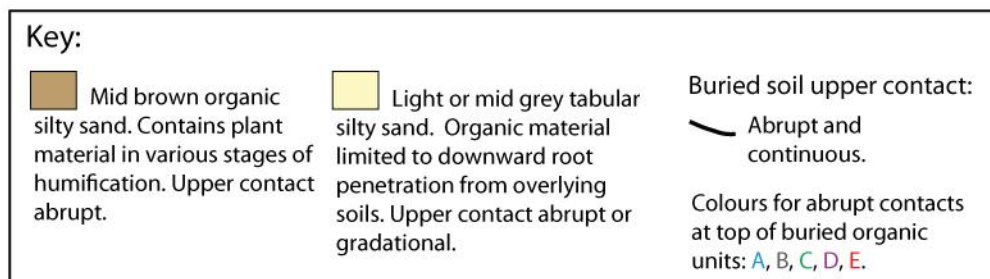 Key:
Mid brown organic
silty sand. Contains plant
material in various stages of
humification. Upper contact
abrupt.
Light or mid grey tabular
silty sand. Organic material
limited to downward root
penetration from overlying
soils. Upper contact abrupt or
gradational.
Buried soil upper contact:
Abrupt and
continuous.
Colours for abrupt contacts
at top of buried organic
units: A, B, C, D, E.